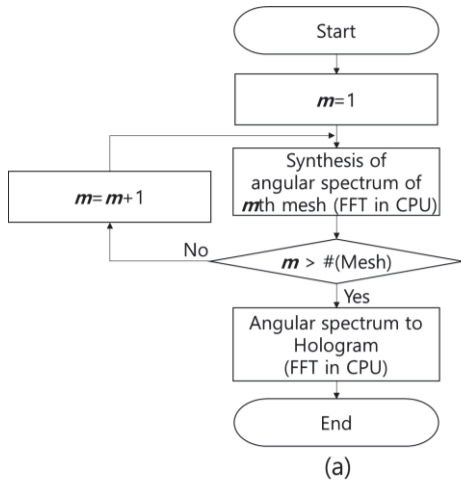 Start
m=1
Synthesis of
angular spectrum of
mth mesh (FFT in CPU)
m=m+1
No
m > #(Mesh)
Yes
Angular spectrum to
Hologram
(FFT in CPU)
End
(a)